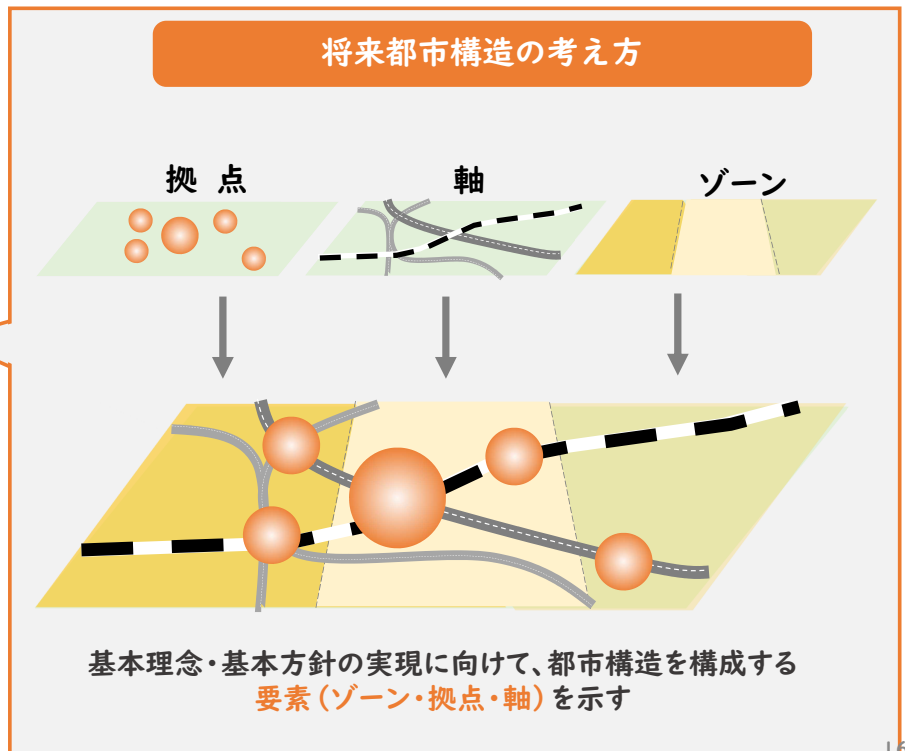 将来都市構造の考え方
拠 点
軸
ゾーン
基本理念・基本方針の実現に向けて、都市構造を構成する
要素(ゾーン・拠点・軸)を示す
16